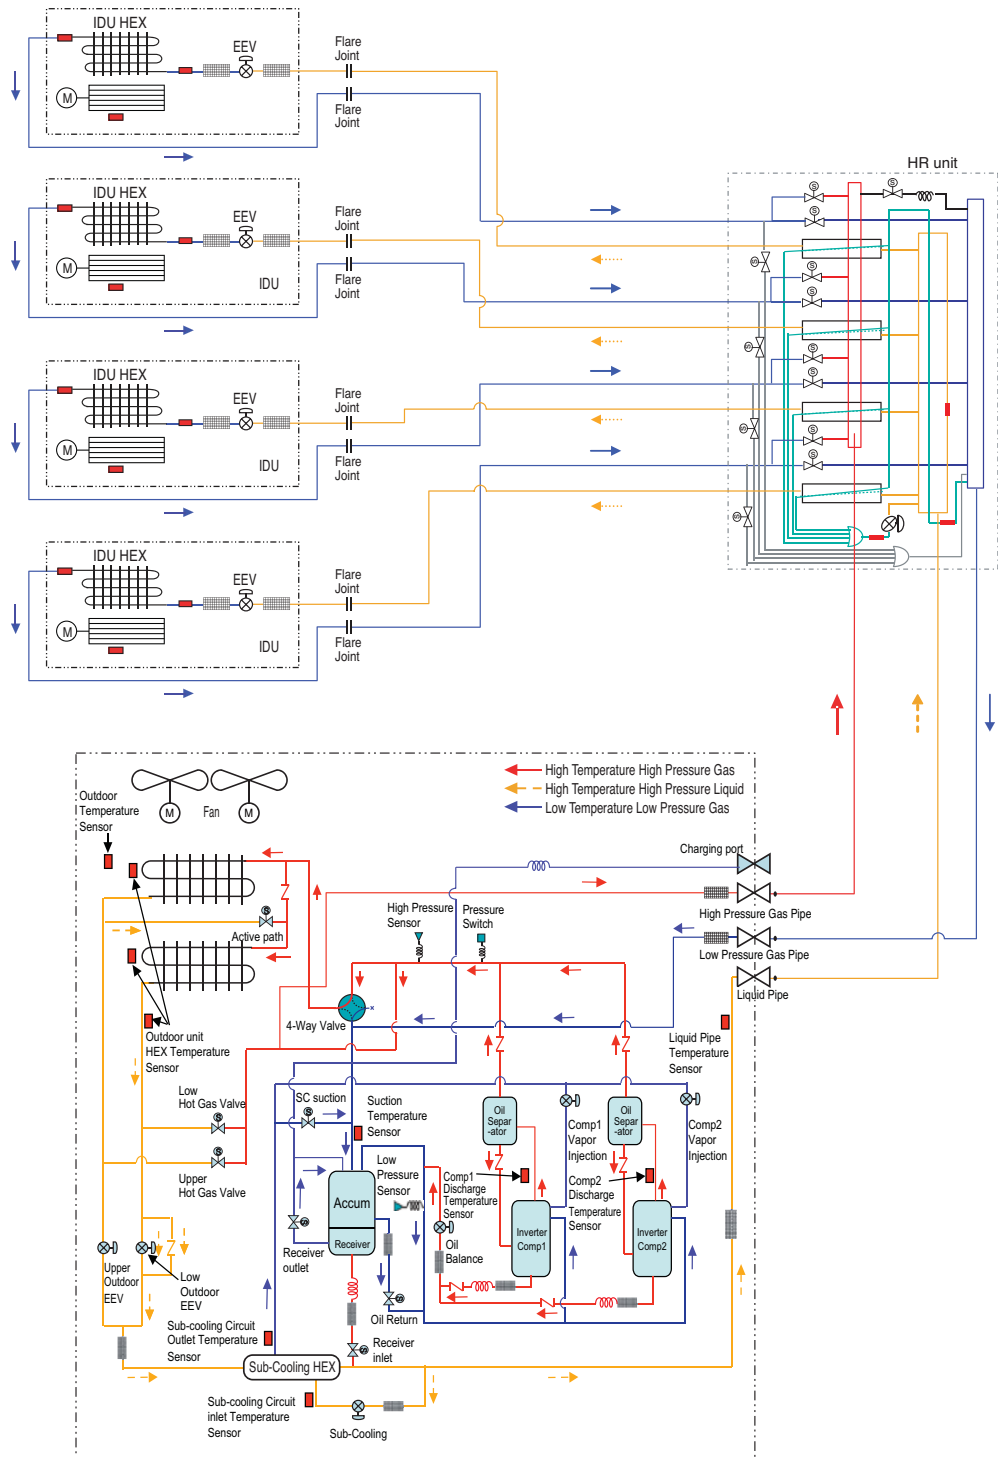 IDU HEX
EEV
Flare
Joint
M
Flare
Joint
HR unit
IDU HEX
EEV
Flare
Joint
M
IDU
Flare
Joint
IDU HEX
EEV
Flare
Joint
M
IDU
Flare
Joint
IDU HEX
EEV
Flare
Joint
M
IDU
Flare
Joint
S
S
S
S
S
S
S
S
S
S
S
S
S
High Temperature High Pressure Gas
High Temperature High Pressure Liquid
Low Temperature Low Pressure Gas
Outdoor
Temperature
Sensor
M
Fan
M
Charging port
High Pressure
Sensor
Pressure
Switch
High Pressure Gas Pipe
S
Active path
Low Pressure Gas Pipe
Liquid Pipe
4-Way Valve
Outdoor unit
HEX Temperature
Sensor
Liquid Pipe
Temperature
Sensor
Low
Hot Gas Valve
S
SC suction
S
Suction
Temperature
Sensor
Oil
Separ
-ator
Comp1
Vapor
Injection
Oil
Separ
-ator
Comp2
Vapor
Injection
S
Upper
Hot Gas Valve
Low
Pressure
Sensor
Comp1
Discharge
Temperature
Sensor
Comp2
Discharge
Temperature
Sensor
Accum
Receiver
S
Receiver
outlet
Oil
Balance
Inverter
Comp1
Inverter
Comp2
Upper
Outdoor
EEV
Low
Outdoor
EEV
S
Oil Return
Sub-cooling Circuit
Outlet Temperature
Sensor
S
Receiver
inlet
Sub-Cooling HEX
Sub-cooling Circuit
inlet Temperature
Sensor
Sub-Cooling